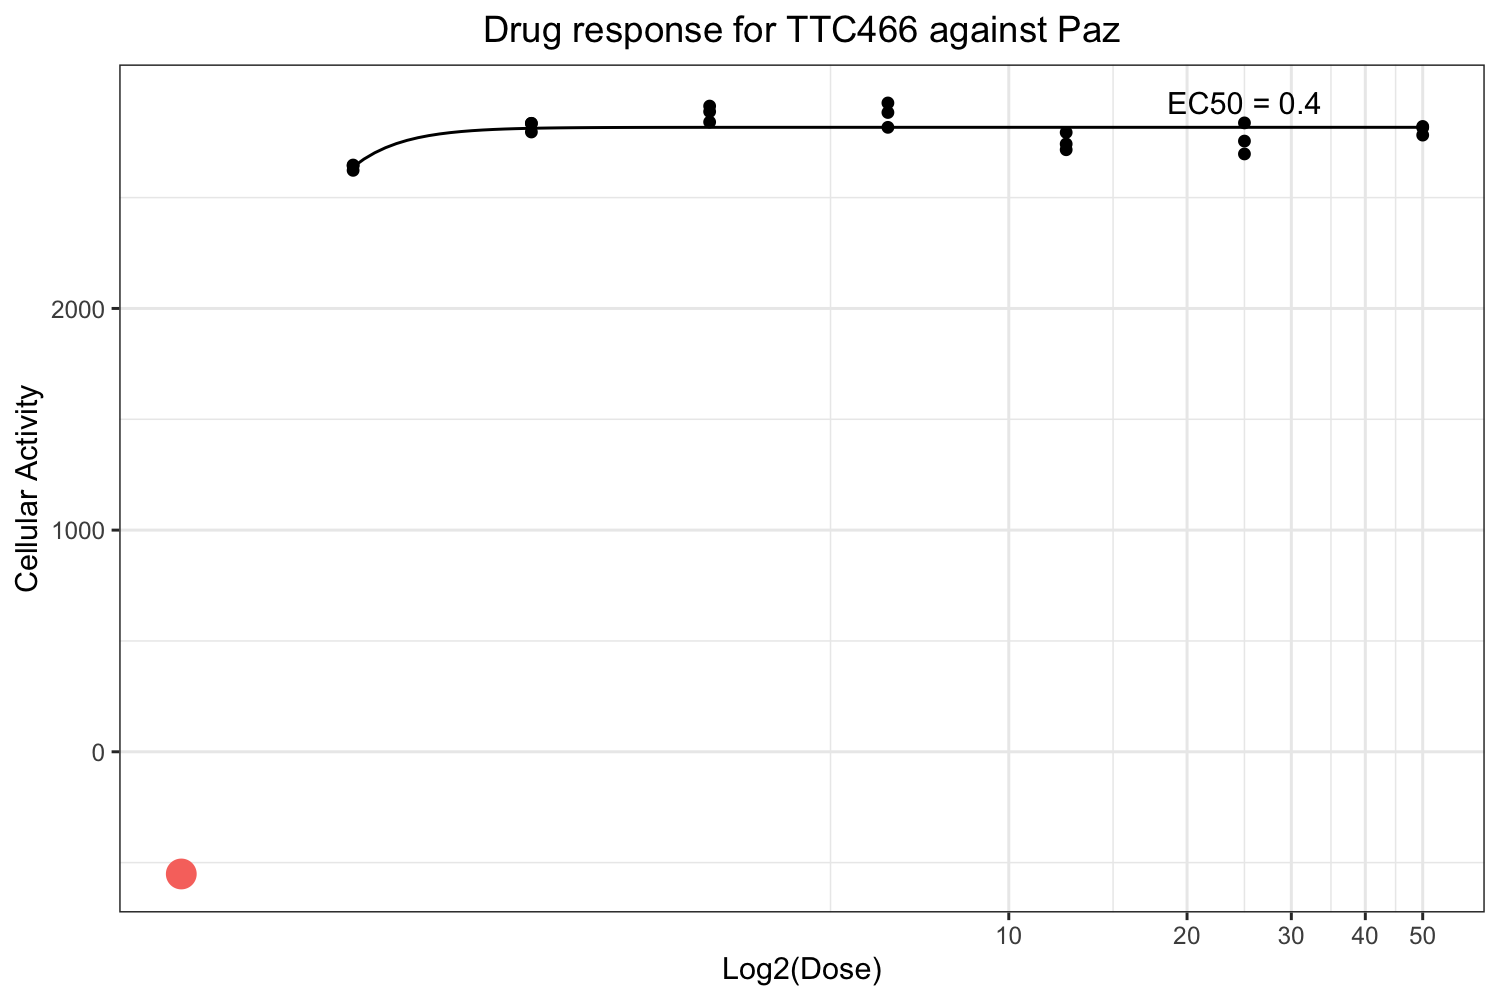 Drug response for TTC466 against Paz
EC50 = 0.4
2000
1000
0
Cellular Activity
10 20 30 40 50
Log2(Dose)